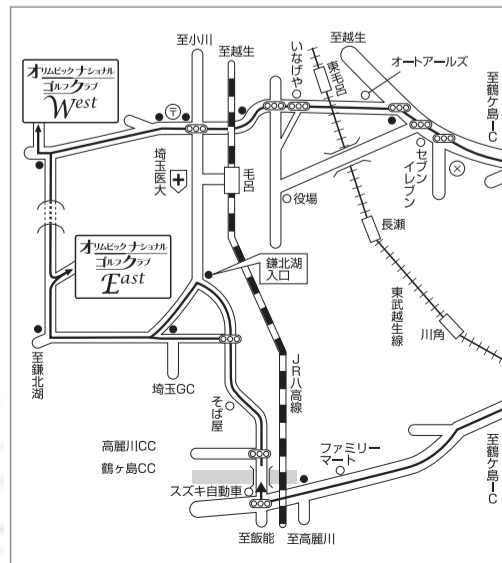 至小川
至越生
至越生
いなげや
東毛呂
オートアールズ
至鶴ケ島IC
オリムピック ナショナル
ゴルフ クラブ
West
〒
埼玉医大
毛呂
役場
セブン
イレブン
長瀬
オリムピック ナショナル
ゴルフ クラブ
East
鎌北湖
入口
東武越生線
川角
至鎌北湖
埼玉GC
JR八高線
そば屋
高麗川CC
鶴ヶ島CC
ファミリー
マート
至鶴ケ島IC
スズキ自動車
至飯能
至高麗川